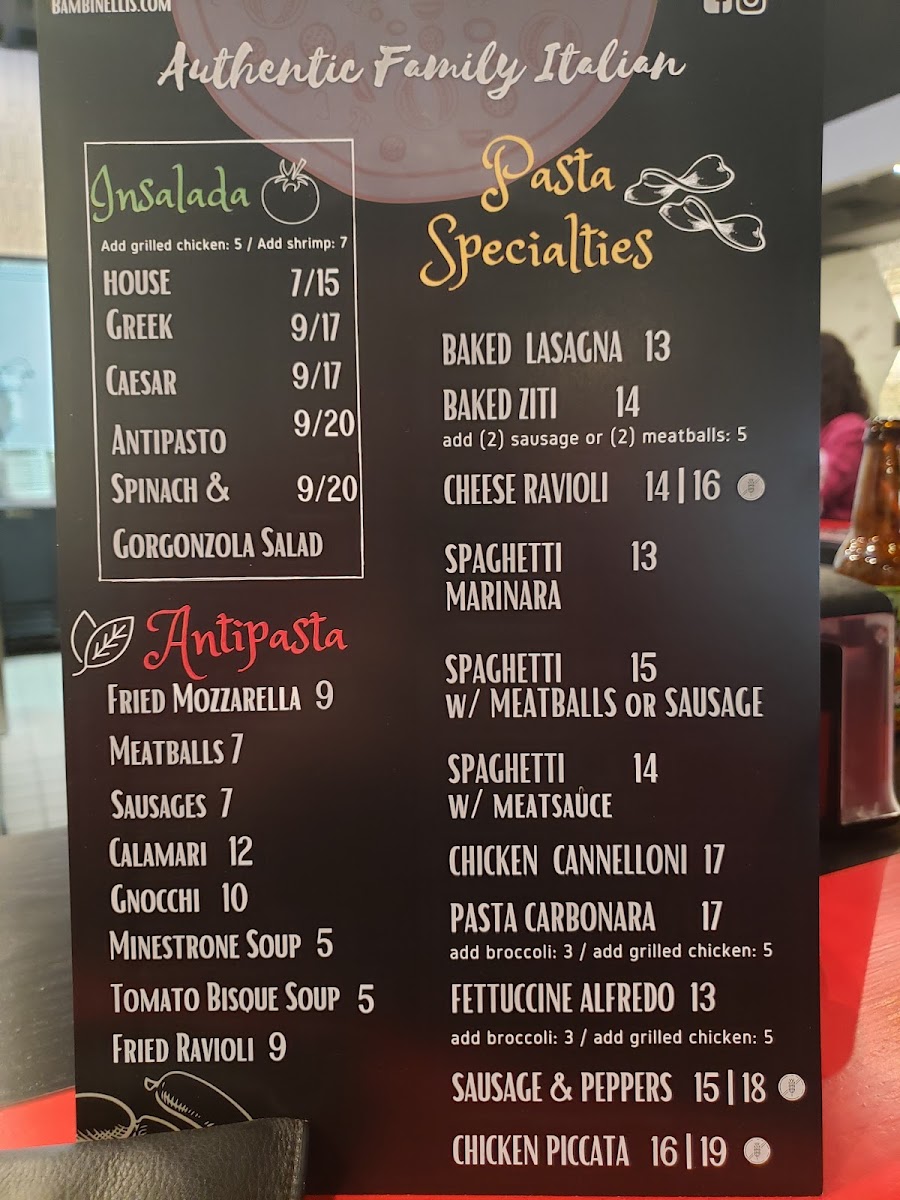 BAMBINELLIS.COM
Authentic Family Italian
Insalada
Add grilled chicken: 5 / Add shrimp: 7
HOUSE 7/15
GREEK 9/17
CAESAR 9/17
ANTIPASTO 9/20
SPINACH & 9/20
GORGONZOLA SALAD
Antipasta
FRIED MOZZARELLA 9
MEATBALLS 7
SAUSAGES 7
CALAMARI 12
GNOCCHI 10
MINESTRONE SOUP 5
TOMATO BISQUE SOUP 5
FRIED RAVIOLI 9
Pasta
Specialties
BAKED LASAGNA 13
BAKED ZITI 14
add (2) sausage or (2) meatballs: 5
CHEESE RAVIOLI 14|16
SPAGHETTI 13
MARINARA
SPAGHETTI 15
W/ MEATBALLS OR SAUSAGE
SPAGHETTI 14
W/ MEATSAUCE
CHICKEN CANNELLONI 17
PASTA CARBONARA 17
add broccoli: 3 / add grilled chicken: 5
FETTUCCINE ALFREDO 13
add broccoli: 3 / add grilled chicken: 5
SAUSAGE & PEPPERS 15|18
CHICKEN PICCATA 16|19